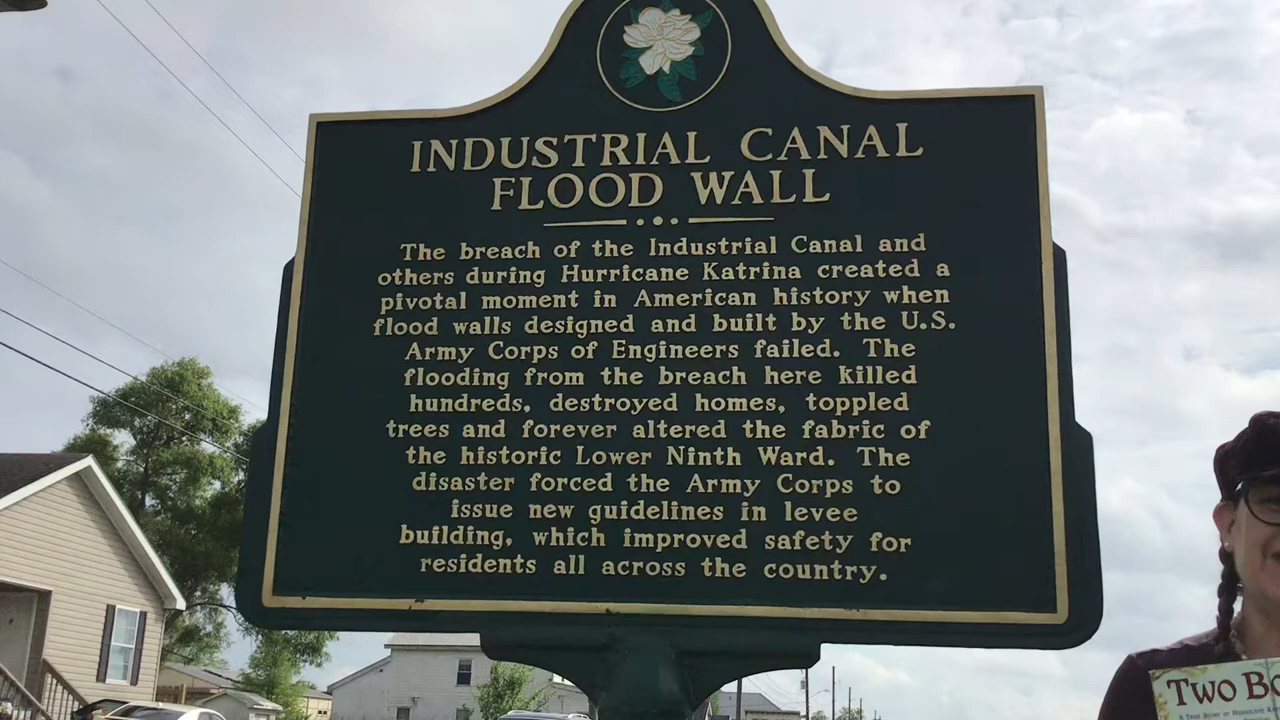 INDUSTRIAL CANAL
FLOOD WALL
The breach of the Industrial Canal and
others during Hurricane Katrina created a
pivotal moment in American history when
flood walls designed and built by the U.S.
Army Corps of Engineers failed. The
flooding from the breach here killed
hundreds, destroyed homes, toppled
trees and forever altered the fabric of
the historic Lower Ninth Ward. The
disaster forced the Army Corps to
issue new guidelines in levee
building, which improved safety for
residents all across the country.
Two Bo